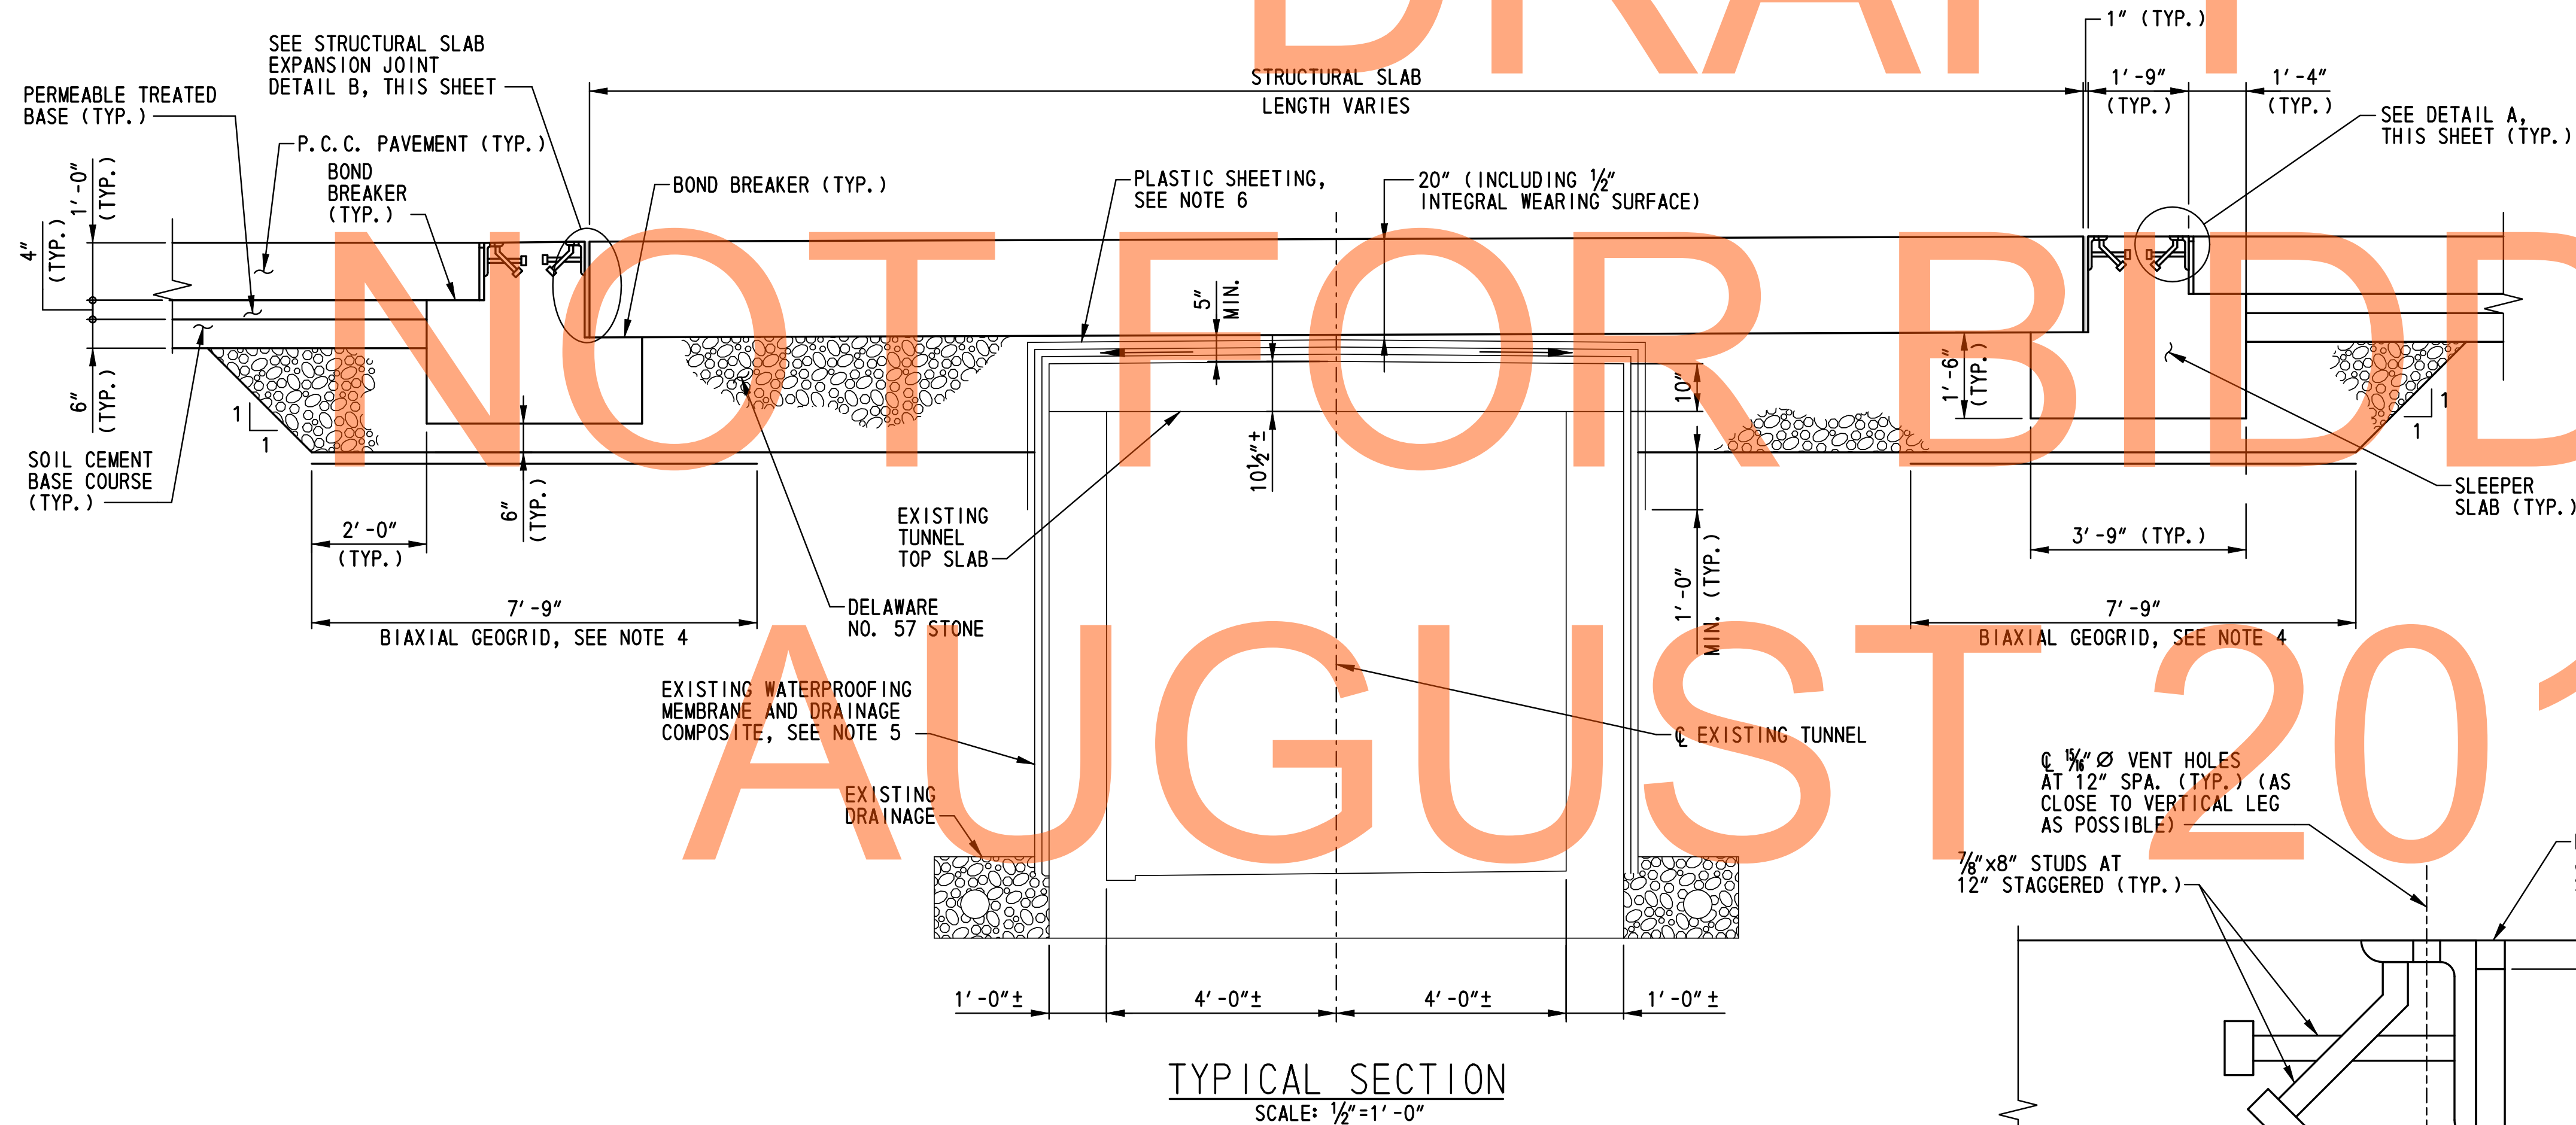 DRAFT
NOT FOR BIDD
AUGUST 201
SEE STRUCTURAL SLAB
EXPANSION JOINT
DETAIL B, THIS SHEET
PERMEABLE TREATED
BASE (TYP.)
P.C.C. PAVEMENT (TYP.)
BOND
BREAKER
(TYP.)
1'-0"
(TYP.)
4"
(TYP.)
6"
(TYP.)
BOND BREAKER (TYP.)
STRUCTURAL SLAB
LENGTH VARIES
PLASTIC SHEETING,
SEE NOTE 6
20" (INCLUDING ½"
INTEGRAL WEARING SURFACE)
1" (TYP.)
1'-9"
(TYP.)
1'-4"
(TYP.)
SEE DETAIL A,
THIS SHEET (TYP.)
5"
MIN.
10½"±
10"
1'-6"
(TYP.)
1
1
1
1
SOIL CEMENT
BASE COURSE
(TYP.)
2'-0"
(TYP.)
6"
(TYP.)
EXISTING
TUNNEL
TOP SLAB
DELAWARE
NO. 57 STONE
7'-9"
BIAXIAL GEOGRID, SEE NOTE 4
1'-0"
MIN. (TYP.)
SLEEPER
SLAB (TYP.)
3'-9" (TYP.)
7'-9"
BIAXIAL GEOGRID, SEE NOTE 4
EXISTING WATERPROOFING
MEMBRANE AND DRAINAGE
COMPOSITE, SEE NOTE 5
℄ EXISTING TUNNEL
EXISTING
DRAINAGE
℄ 15/16" Ø VENT HOLES
AT 12" SPA. (TYP.) (AS
CLOSE TO VERTICAL LEG
AS POSSIBLE)
⅞"x8" STUDS AT
12" STAGGERED (TYP.)
1'-0"±
4'-0"±
4'-0"±
1'-0"±
TYPICAL SECTION
SCALE: ½"=1'-0"